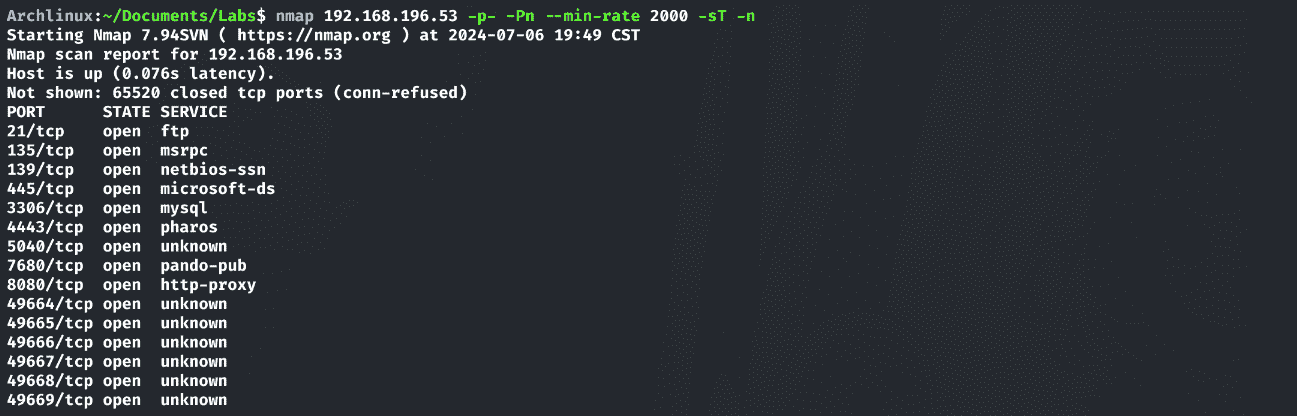 Archlinux:~/Documents/Labs$ nmap 192.168.196.53 -p- -Pn --min-rate 2000 -sT -n
Starting Nmap 7.94SVN ( https://nmap.org ) at 2024-07-06 19:49 CST
Nmap scan report for 192.168.196.53
Host is up (0.076s latency).
Not shown: 65520 closed tcp ports (conn-refused)
PORT      STATE SERVICE
21/tcp    open  ftp
135/tcp   open  msrpc
139/tcp   open  netbios-ssn
445/tcp   open  microsoft-ds
3306/tcp  open  mysql
4443/tcp  open  pharos
5040/tcp  open  unknown
7680/tcp  open  pando-pub
8080/tcp  open  http-proxy
49664/tcp open  unknown
49665/tcp open  unknown
49666/tcp open  unknown
49667/tcp open  unknown
49668/tcp open  unknown
49669/tcp open  unknown